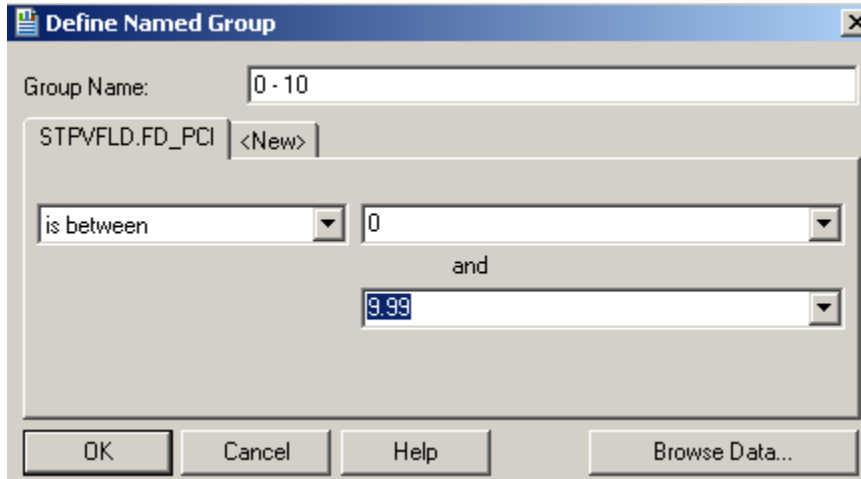 Define Named Group
Group Name: 0 - 10
STPVFLD.FD_PCI <New>
is between 0
and
9.99
OK Cancel Help Browse Data...